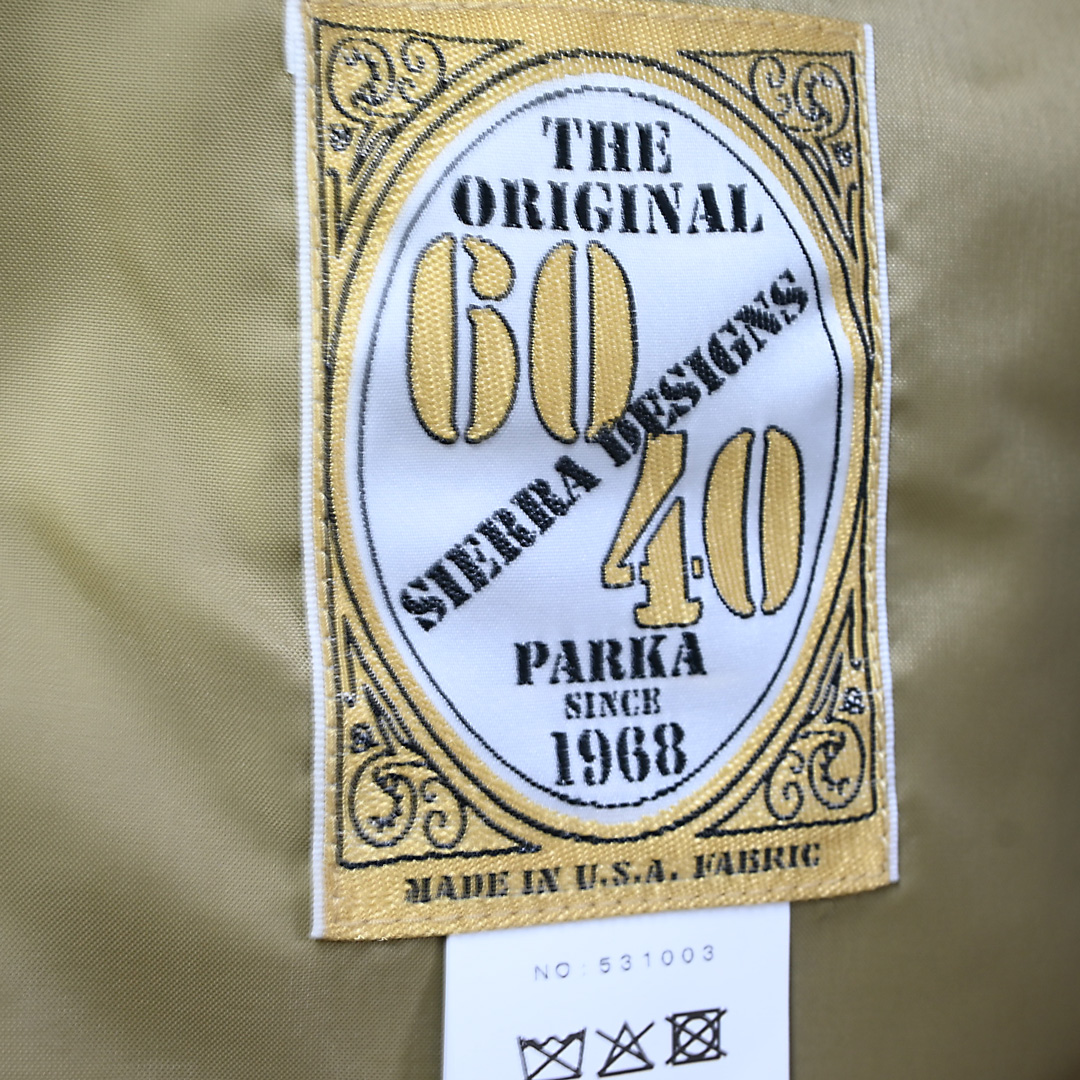 THE
ORIGINAL
60
SIERRA DESIGNS
40
PARKA
SINCE
1968
MADE IN U.S.A. FABRIC
NO:531003